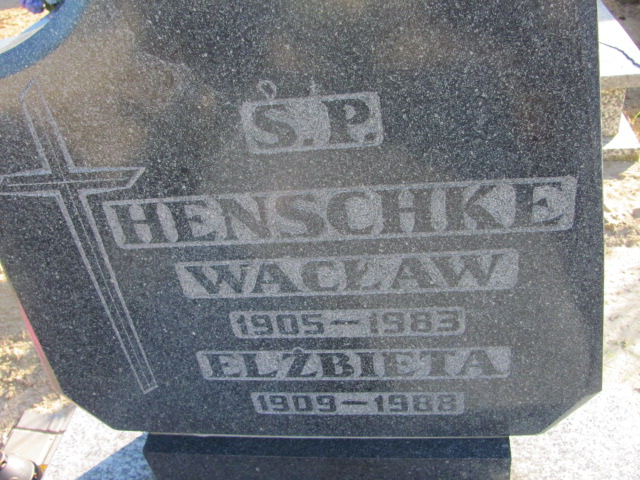 Ś.P.
HENSCHKE
WACŁAW
1905-1983
ELŻBIETA
1909-1988